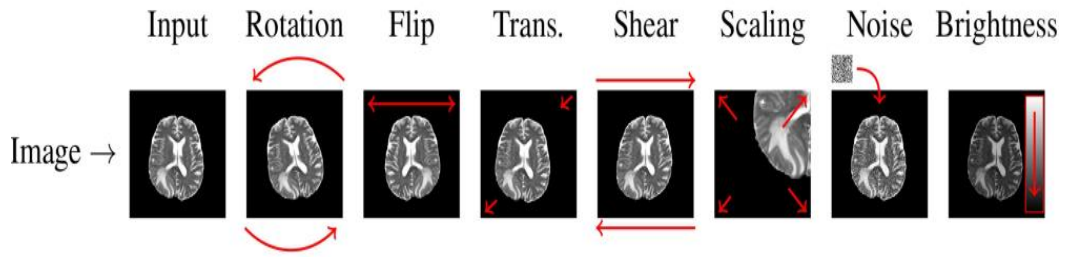 Input Rotation Flip Trans. Shear Scaling Noise Brightness
Image →